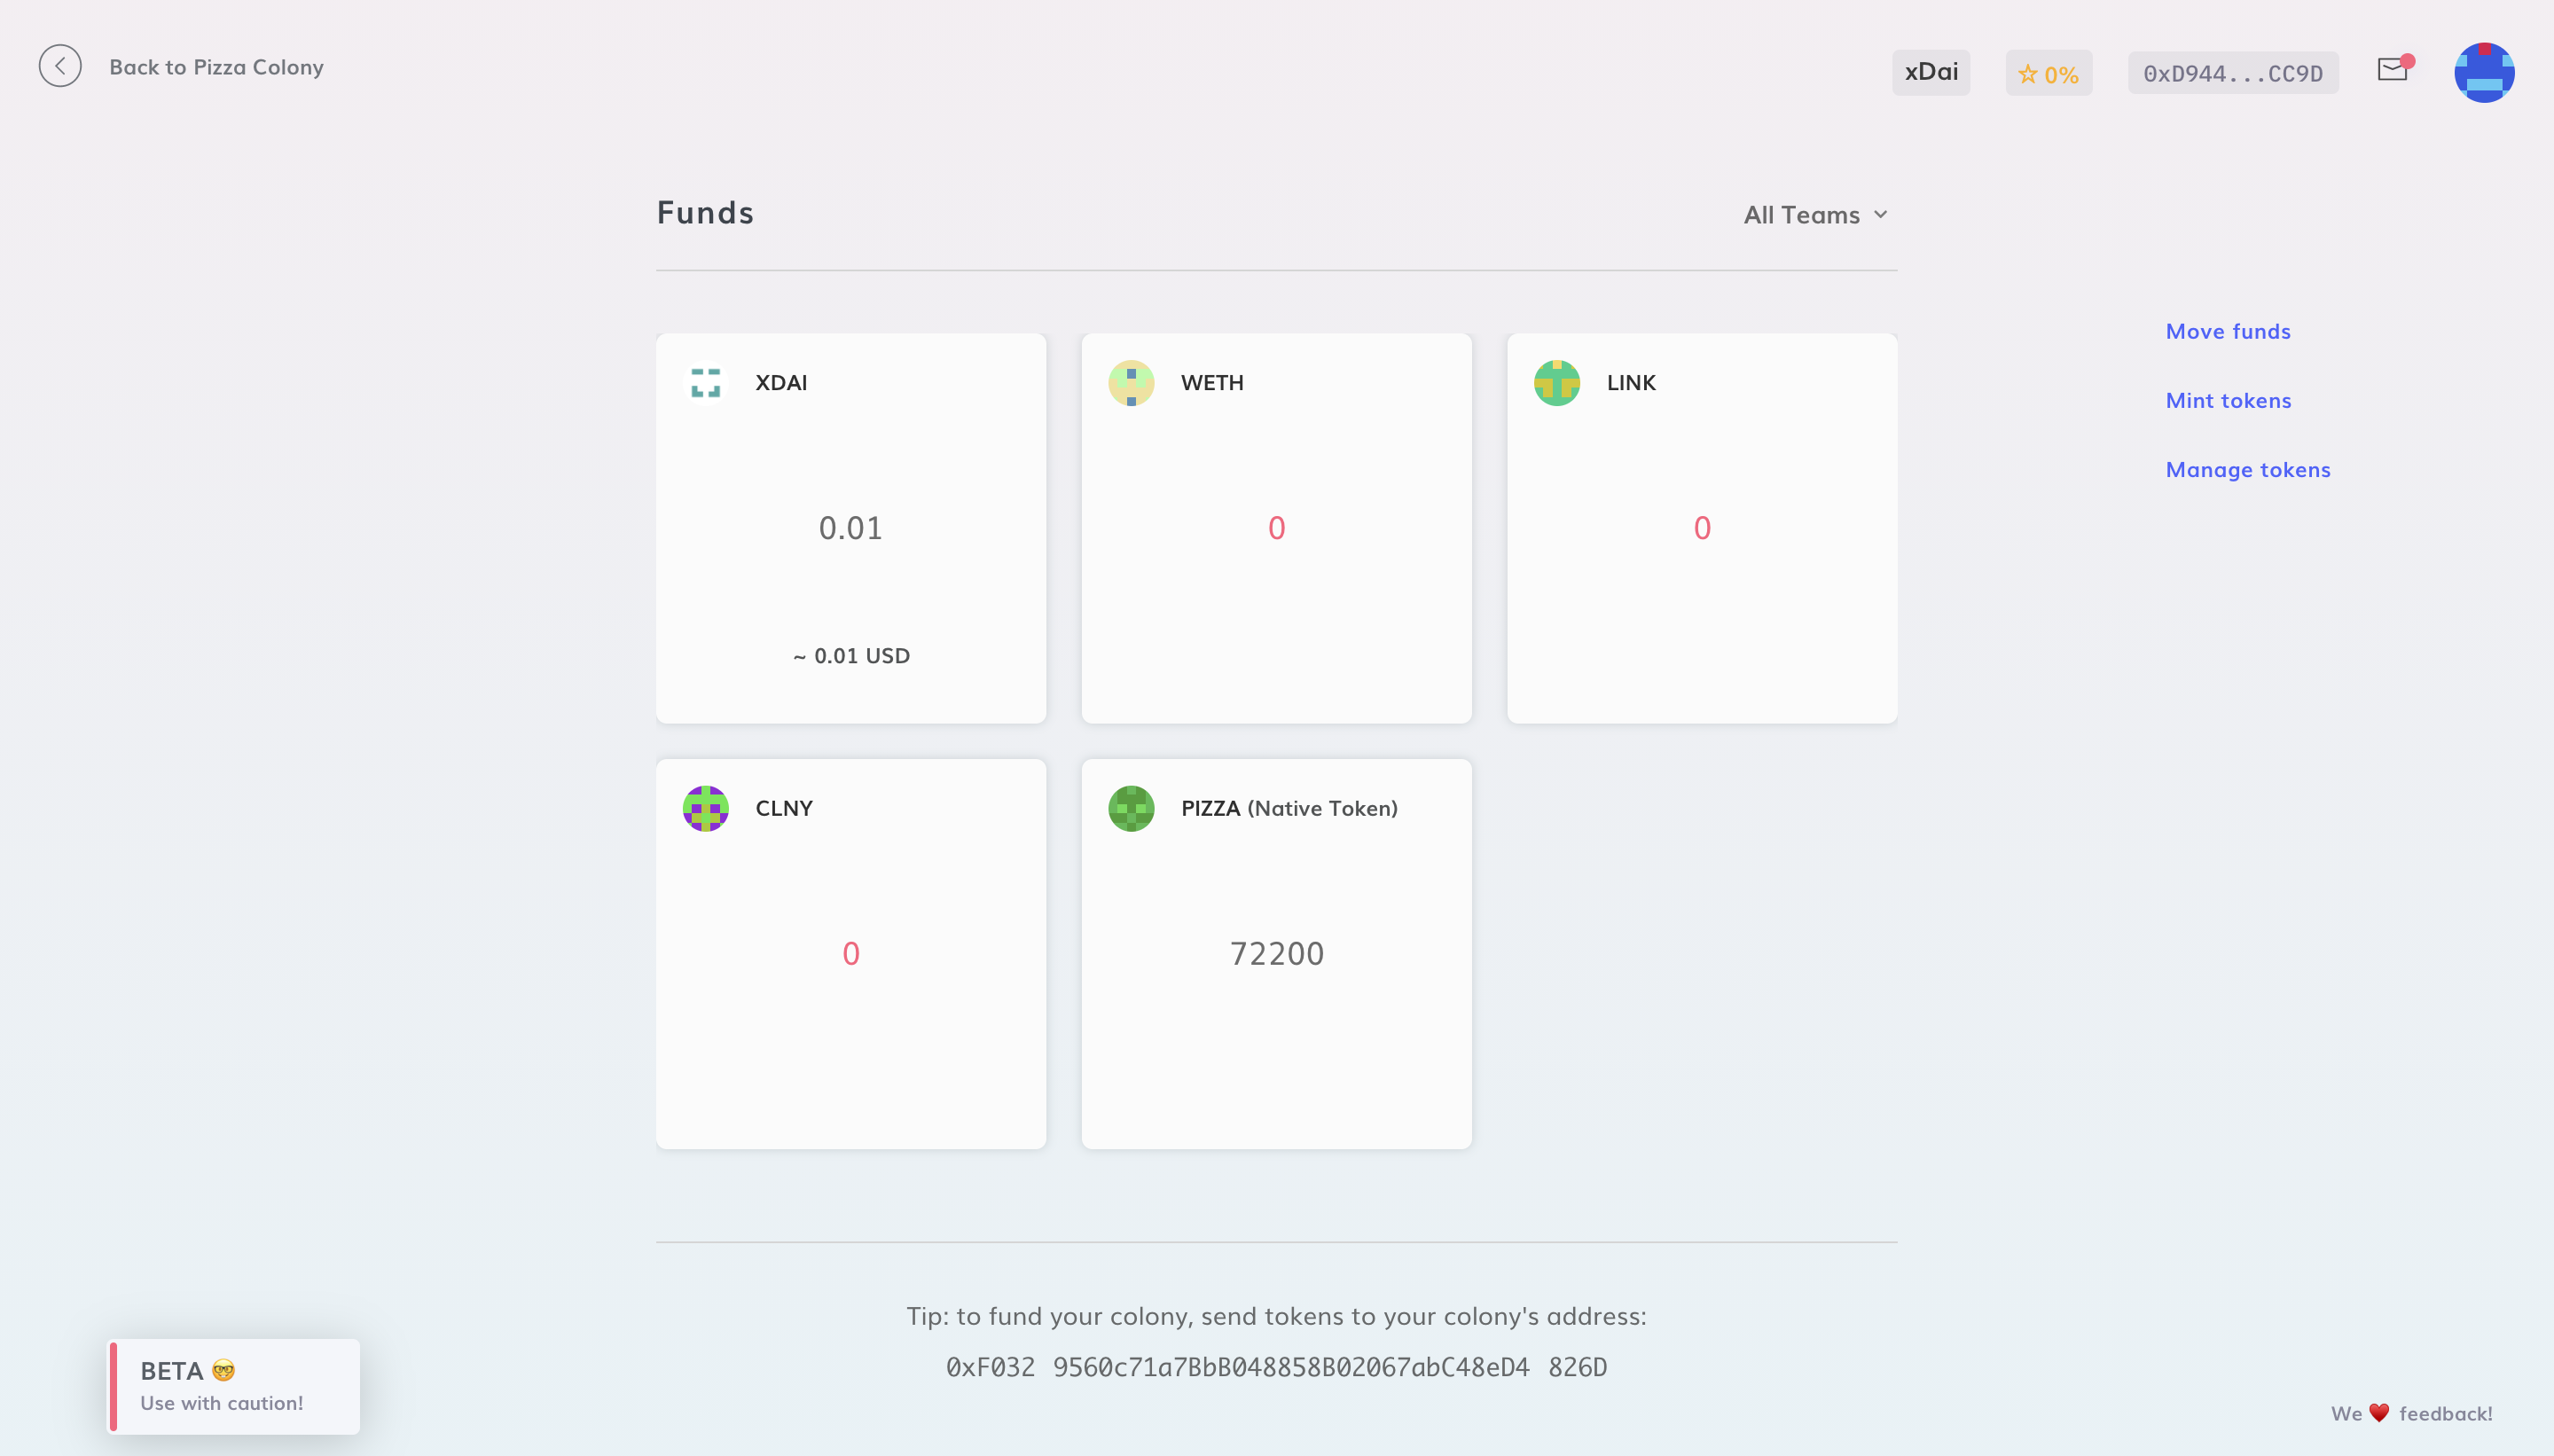 Back to Pizza Colony
xDai
0%
0xD944...CC9D
Funds
All Teams
Move funds
Mint tokens
Manage tokens
XDAI
0.01
~ 0.01 USD
WETH
0
LINK
0
CLNY
0
PIZZA (Native Token)
72200
Tip: to fund your colony, send tokens to your colony's address:
0xF032 9560c71a7BbB048858B02067abC48eD4 826D
BETA 🤓
Use with caution!
We ❤️ feedback!